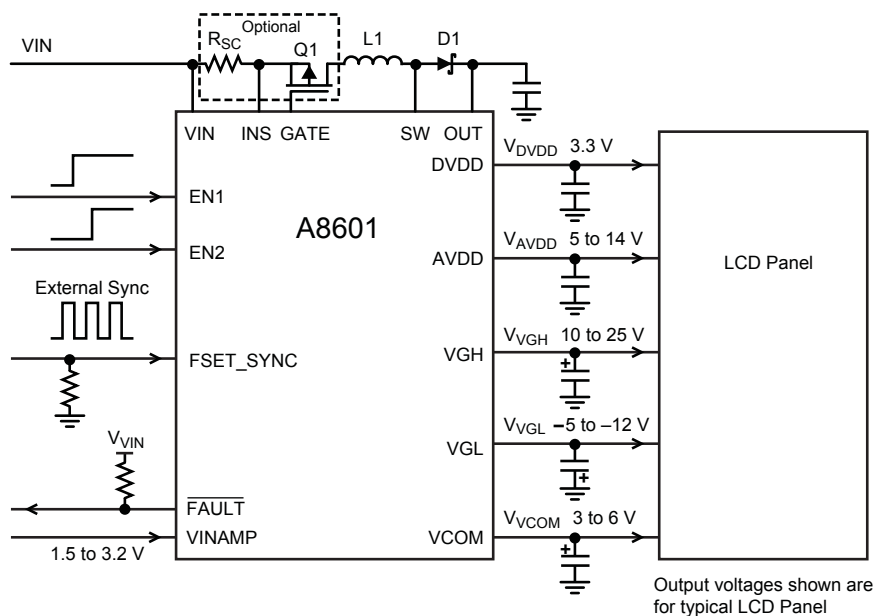 Optional
VIN
RSC
Q1
L1
D1
VIN
INS
GATE
SW
OUT
DVDD
VDVDD 3.3 V
EN1
A8601
EN2
AVDD
VAVDD 5 to 14 V
LCD Panel
External Sync
FSET_SYNC
VGH
VVGH 10 to 25 V
+
VVIN
VGL
VVGL –5 to –12 V
+
FAULT
VINAMP
1.5 to 3.2 V
VCOM
VVCOM 3 to 6 V
+
Output voltages shown are
for typical LCD Panel